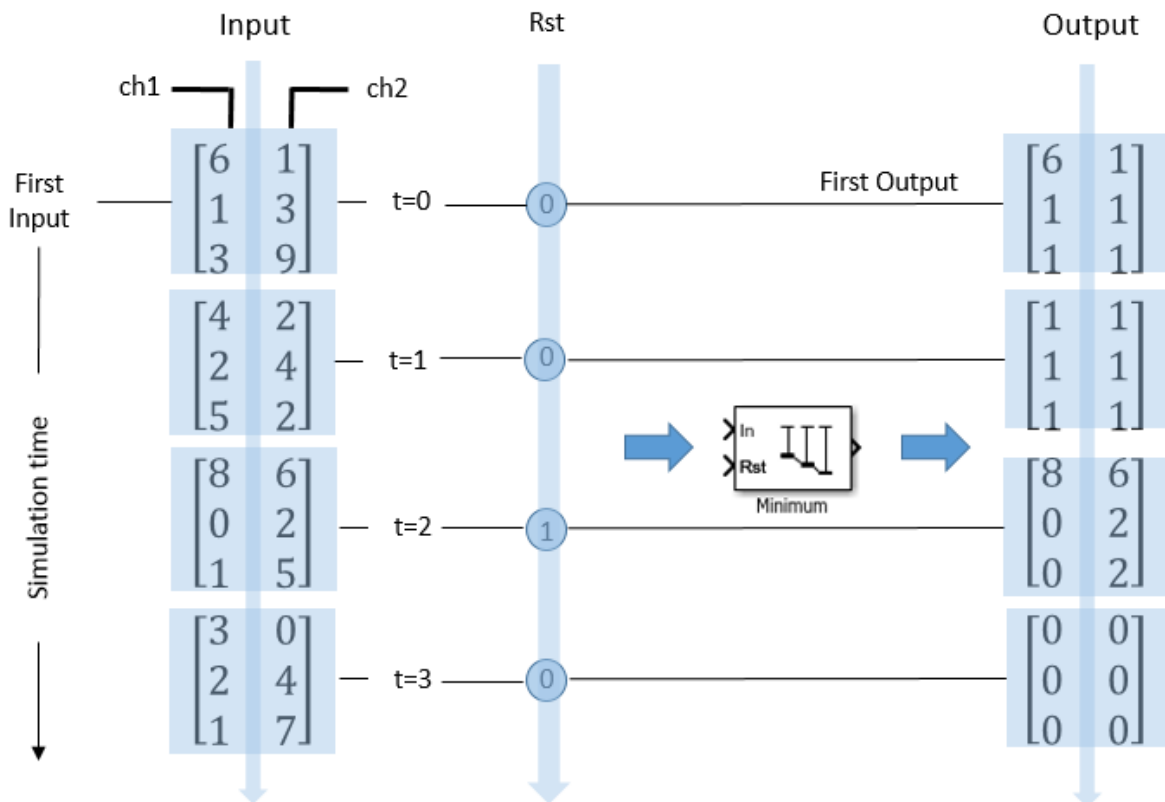 Input Rst Output
ch1 ch2
First Input
6 1
1 3
3 9
t=0
0
First Output
6 1
1 1
1 1
4 2
2 4
5 2
t=1
0
1 1
1 1
1 1
Simulation time
In
Rst
Minimum
8 6
0 2
1 5
t=2
1
8 6
0 2
0 2
3 0
2 4
1 7
t=3
0
0 0
0 0
0 0